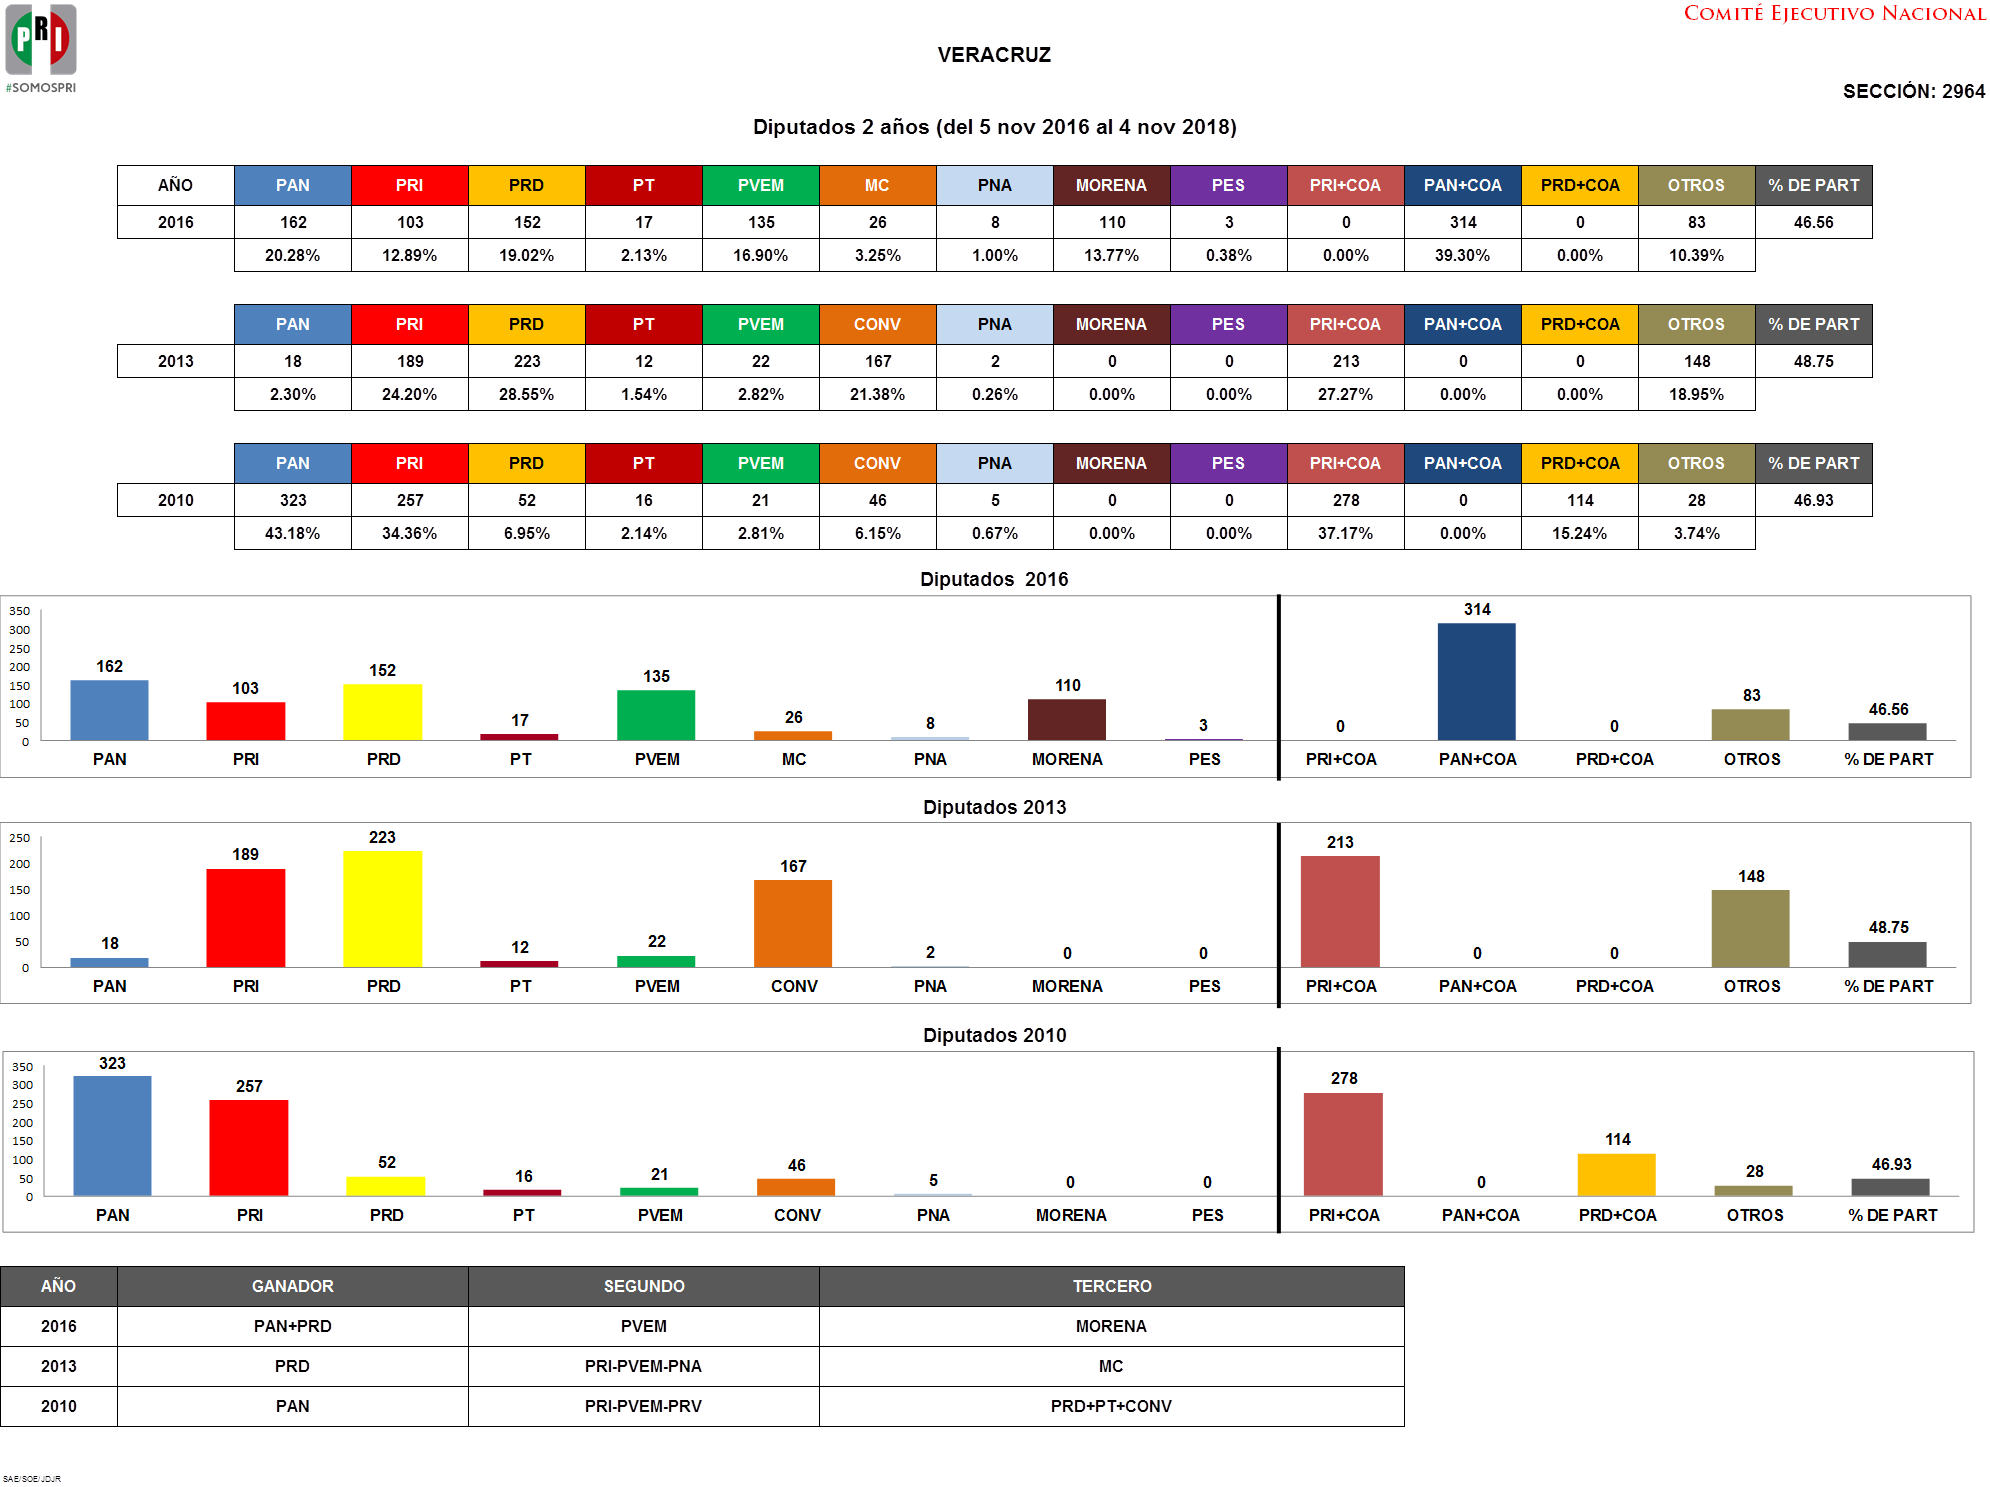 PRI
#SOMOSPRI
COMITÉ EJECUTIVO NACIONAL
VERACRUZ
SECCIÓN: 2964
Diputados 2 años (del 5 nov 2016 al 4 nov 2018)
AÑO PAN PRI PRD PT PVEM MC PNA MORENA PES PRI+COA PAN+COA PRD+COA OTROS % DE PART
2016 162 103 152 17 135 26 8 110 3 0 314 0 83 46.56
20.28% 12.89% 19.02% 2.13% 16.90% 3.25% 1.00% 13.77% 0.38% 0.00% 39.30% 0.00% 10.39%
PAN PRI PRD PT PVEM CONV PNA MORENA PES PRI+COA PAN+COA PRD+COA OTROS % DE PART
2013 18 189 223 12 22 167 2 0 0 213 0 0 148 48.75
2.30% 24.20% 28.55% 1.54% 2.82% 21.38% 0.26% 0.00% 0.00% 27.27% 0.00% 0.00% 18.95%
PAN PRI PRD PT PVEM CONV PNA MORENA PES PRI+COA PAN+COA PRD+COA OTROS % DE PART
2010 323 257 52 16 21 46 5 0 0 278 0 114 28 46.93
43.18% 34.36% 6.95% 2.14% 2.81% 6.15% 0.67% 0.00% 0.00% 37.17% 0.00% 15.24% 3.74%
Diputados 2016
350
300
250
200
150
100
50
0
162 103 152 17 135 26 8 110 3 0 314 0 83 46.56
PAN PRI PRD PT PVEM MC PNA MORENA PES PRI+COA PAN+COA PRD+COA OTROS % DE PART
Diputados 2013
250
200
150
100
50
0
18 189 223 12 22 167 2 0 0 213 0 0 148 48.75
PAN PRI PRD PT PVEM CONV PNA MORENA PES PRI+COA PAN+COA PRD+COA OTROS % DE PART
Diputados 2010
350
300
250
200
150
100
50
0
323 257 52 16 21 46 5 0 0 278 0 114 28 46.93
PAN PRI PRD PT PVEM CONV PNA MORENA PES PRI+COA PAN+COA PRD+COA OTROS % DE PART
AÑO GANADOR SEGUNDO TERCERO
2016 PAN+PRD PVEM MORENA
2013 PRD PRI-PVEM-PNA MC
2010 PAN PRI-PVEM-PRV PRD+PT+CONV
SAE/SOE/JDJR